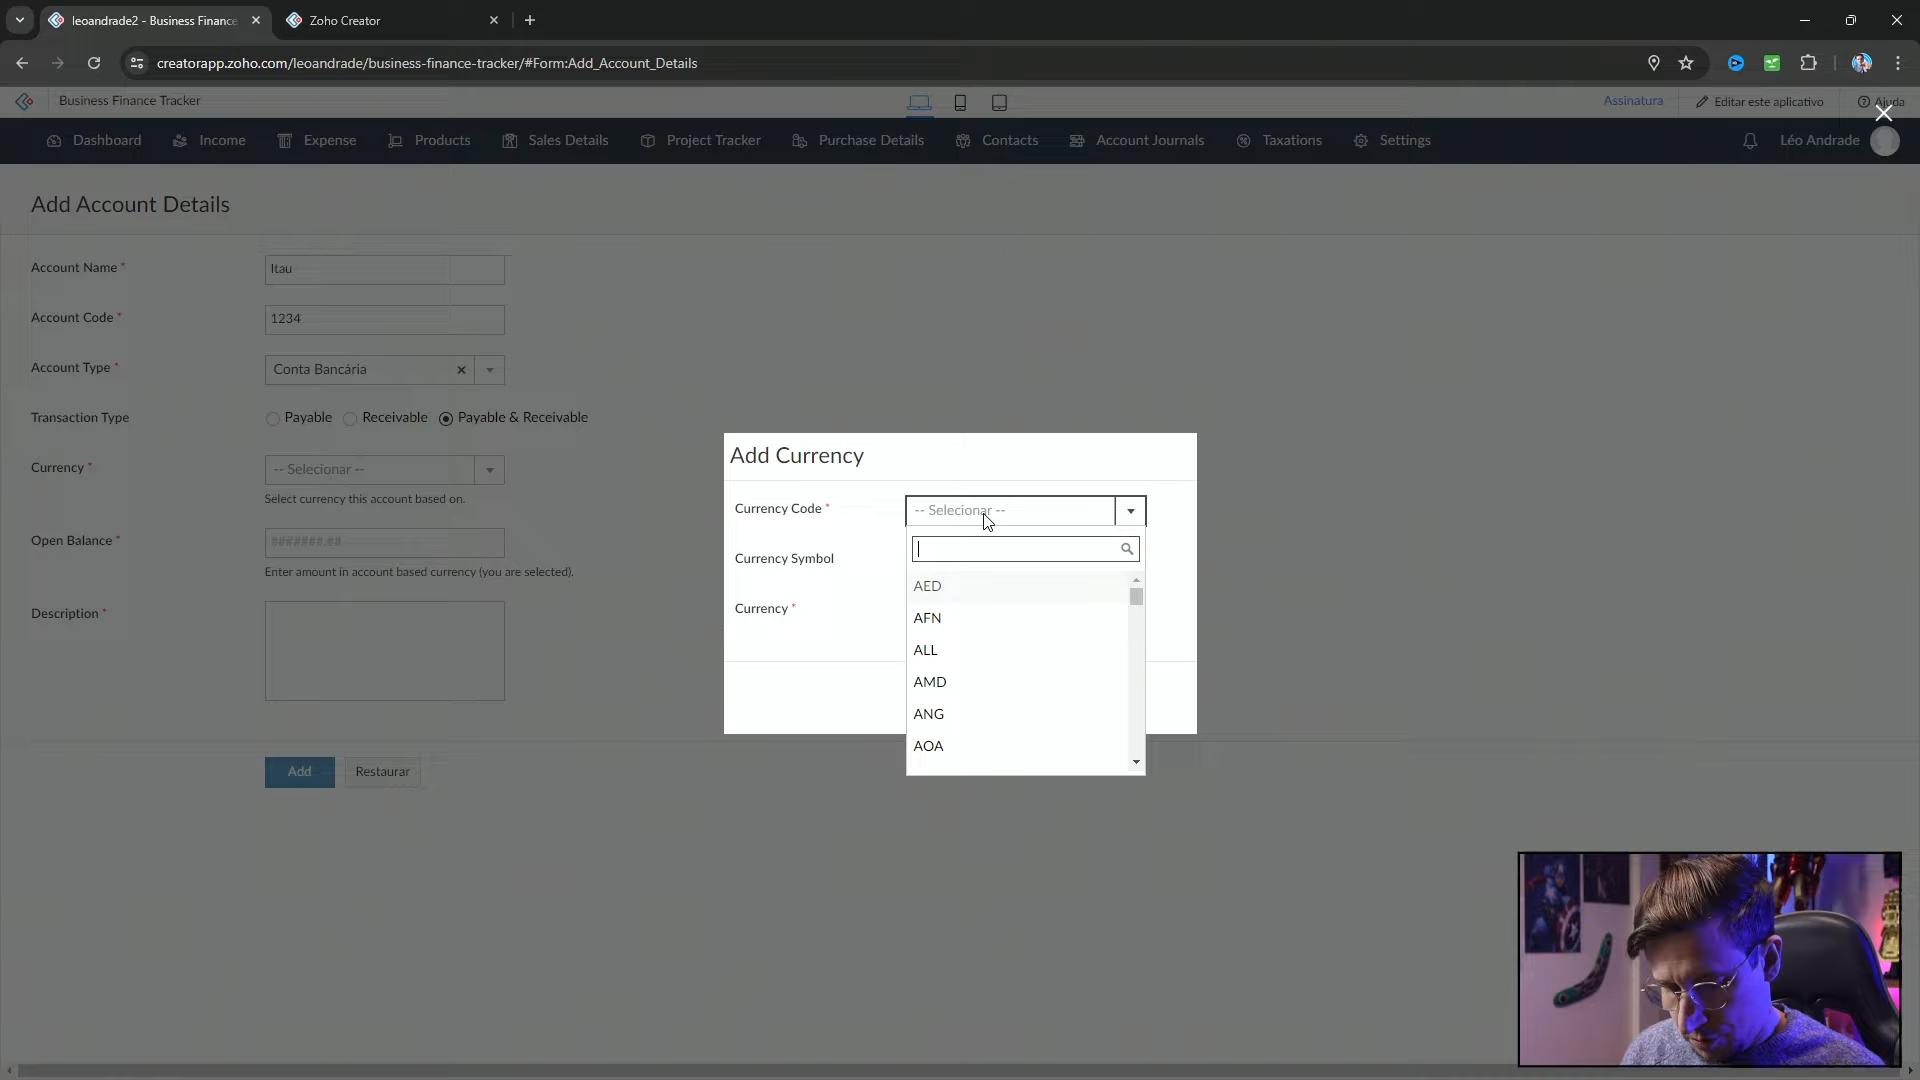 leoandrade2 - Business Finance
Zoho Creator
creatorapp.zoho.com/leoandrade/business-finance-tracker/#Form:Add_Account_Details
Business Finance Tracker
Assinatura
Editar este aplicativo
Ajuda
Dashboard
Income
Expense
Products
Sales Details
Project Tracker
Purchase Details
Contacts
Account Journals
Taxations
Settings
Léo Andrade
Add Account Details
Account Name *
Itau
Account Code *
1234
Account Type *
Conta Bancária
Transaction Type
Payable
Receivable
Payable & Receivable
Currency *
-- Selecionar --
Select currency this account based on.
Open Balance *
#######.##
Enter amount in account based currency (you are selected).
Description *
Add
Restaurar
Add Currency
Currency Code *
-- Selecionar --
Currency Symbol
Currency *
AED
AFN
ALL
AMD
ANG
AOA